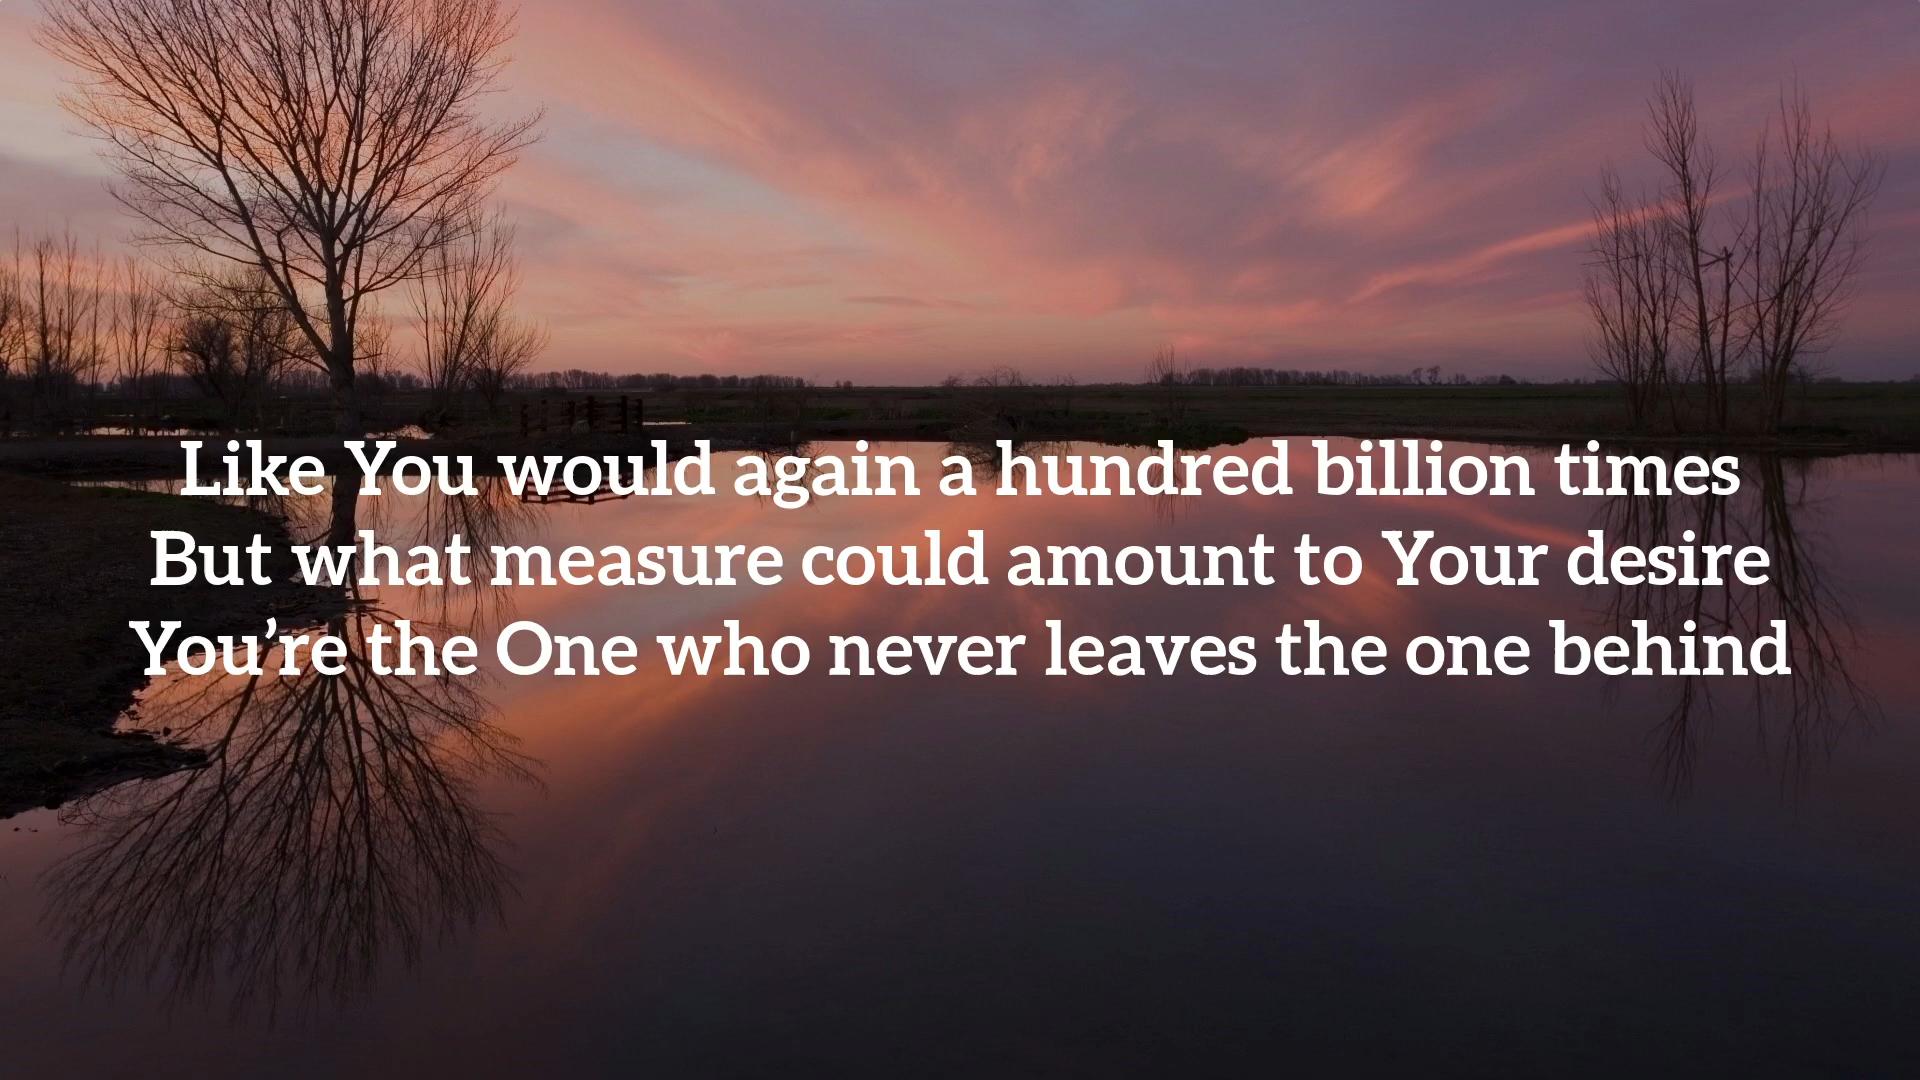 Like You would again a hundred billion times
But what measure could amount to Your desire
You’re the One who never leaves the one behind